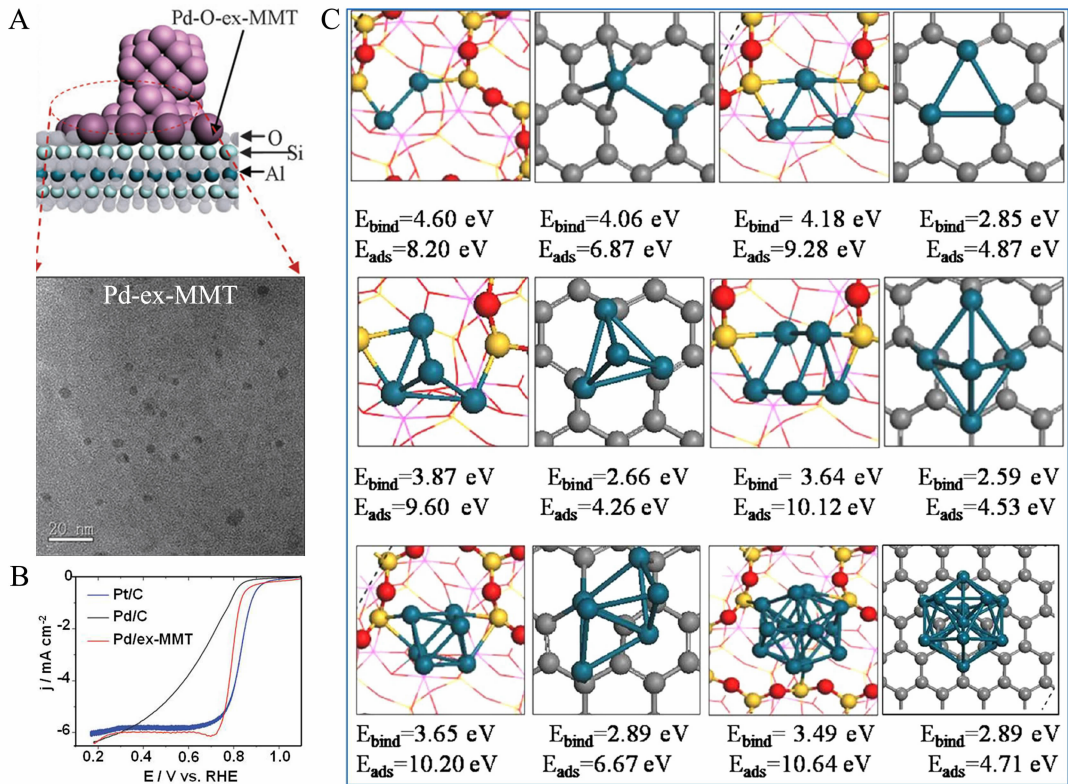 A
Pd-O-ex-MMT
O
Si
Al
Pd-ex-MMT
20 nm
B
0
-2
-4
-6
j / mA cm⁻²
Pt/C
Pd/C
Pd/ex-MMT
0.2 0.4 0.6 0.8 1.0
E / V vs. RHE
C
E_bind=4.60 eV E_bind=4.06 eV E_bind= 4.18 eV E_bind=2.85 eV
E_ads=8.20 eV E_ads=6.87 eV E_ads=9.28 eV E_ads=4.87 eV
E_bind=3.87 eV E_bind=2.66 eV E_bind= 3.64 eV E_bind=2.59 eV
E_ads=9.60 eV E_ads=4.26 eV E_ads=10.12 eV E_ads=4.53 eV
E_bind=3.65 eV E_bind=2.89 eV E_bind= 3.49 eV E_bind=2.89 eV
E_ads=10.20 eV E_ads=6.67 eV E_ads=10.64 eV E_ads=4.71 eV